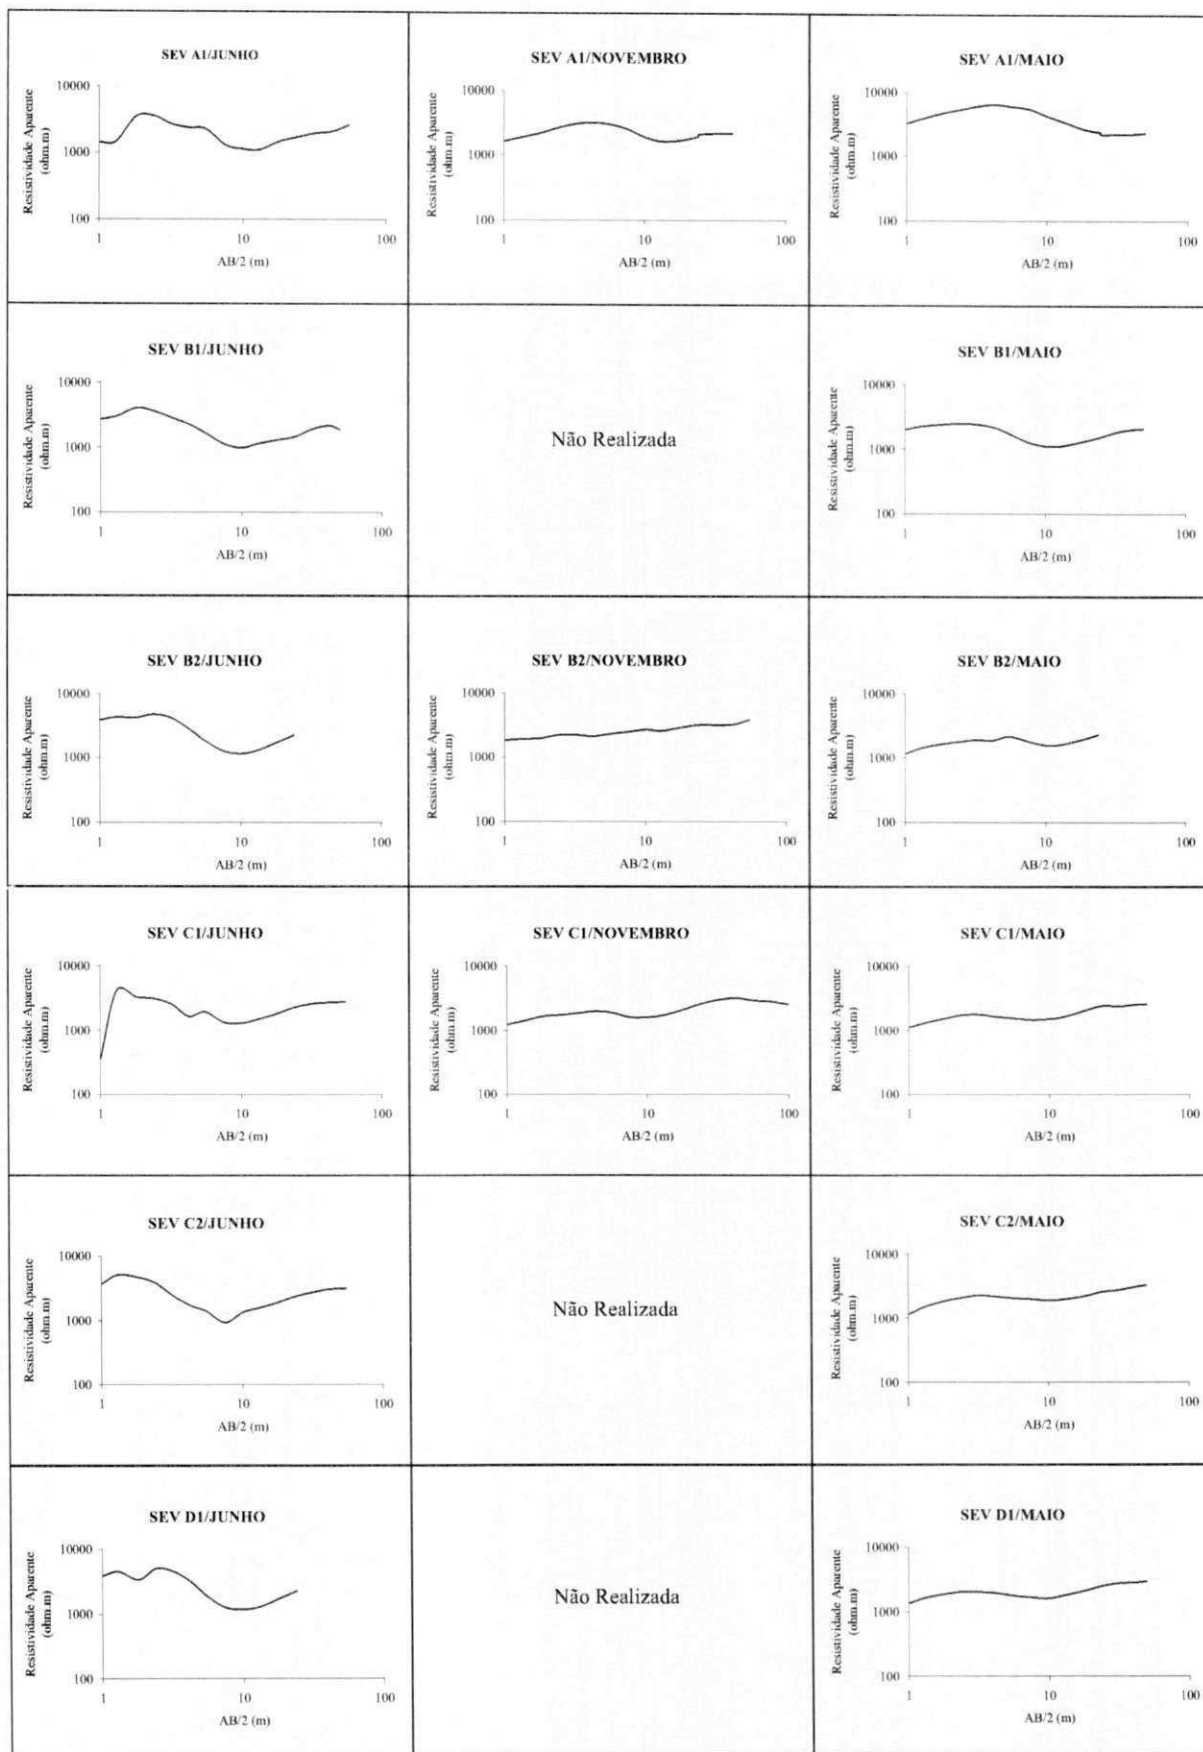 SEV A1/JUNHO
Resistividade Aparente
(ohm.m)
10000
1000
100
1
10
100
AB/2 (m)
SEV A1/NOVEMBRO
Resistividade Aparente
(ohm.m)
10000
1000
100
1
10
100
AB/2 (m)
SEV A1/MAIO
Resistividade Aparente
(ohm.m)
10000
1000
100
1
10
100
AB/2 (m)
SEV B1/JUNHO
Resistividade Aparente
(ohm.m)
10000
1000
100
1
10
100
AB/2 (m)
Não Realizada
SEV B1/MAIO
Resistividade Aparente
(ohm.m)
10000
1000
100
1
10
100
AB/2 (m)
SEV B2/JUNHO
Resistividade Aparente
(ohm.m)
10000
1000
100
1
10
100
AB/2 (m)
SEV B2/NOVEMBRO
Resistividade Aparente
(ohm.m)
10000
1000
100
1
10
100
AB/2 (m)
SEV B2/MAIO
Resistividade Aparente
(ohm.m)
10000
1000
100
1
10
100
AB/2 (m)
SEV C1/JUNHO
Resistividade Aparente
(ohm.m)
10000
1000
100
1
10
100
AB/2 (m)
SEV C1/NOVEMBRO
Resistividade Aparente
(ohm.m)
10000
1000
100
1
10
100
AB/2 (m)
SEV C1/MAIO
Resistividade Aparente
(ohm.m)
10000
1000
100
1
10
100
AB/2 (m)
SEV C2/JUNHO
Resistividade Aparente
(ohm.m)
10000
1000
100
1
10
100
AB/2 (m)
Não Realizada
SEV C2/MAIO
Resistividade Aparente
(ohm.m)
10000
1000
100
1
10
100
AB/2 (m)
SEV D1/JUNHO
Resistividade Aparente
(ohm.m)
10000
1000
100
1
10
100
AB/2 (m)
Não Realizada
SEV D1/MAIO
Resistividade Aparente
(ohm.m)
10000
1000
100
1
10
100
AB/2 (m)